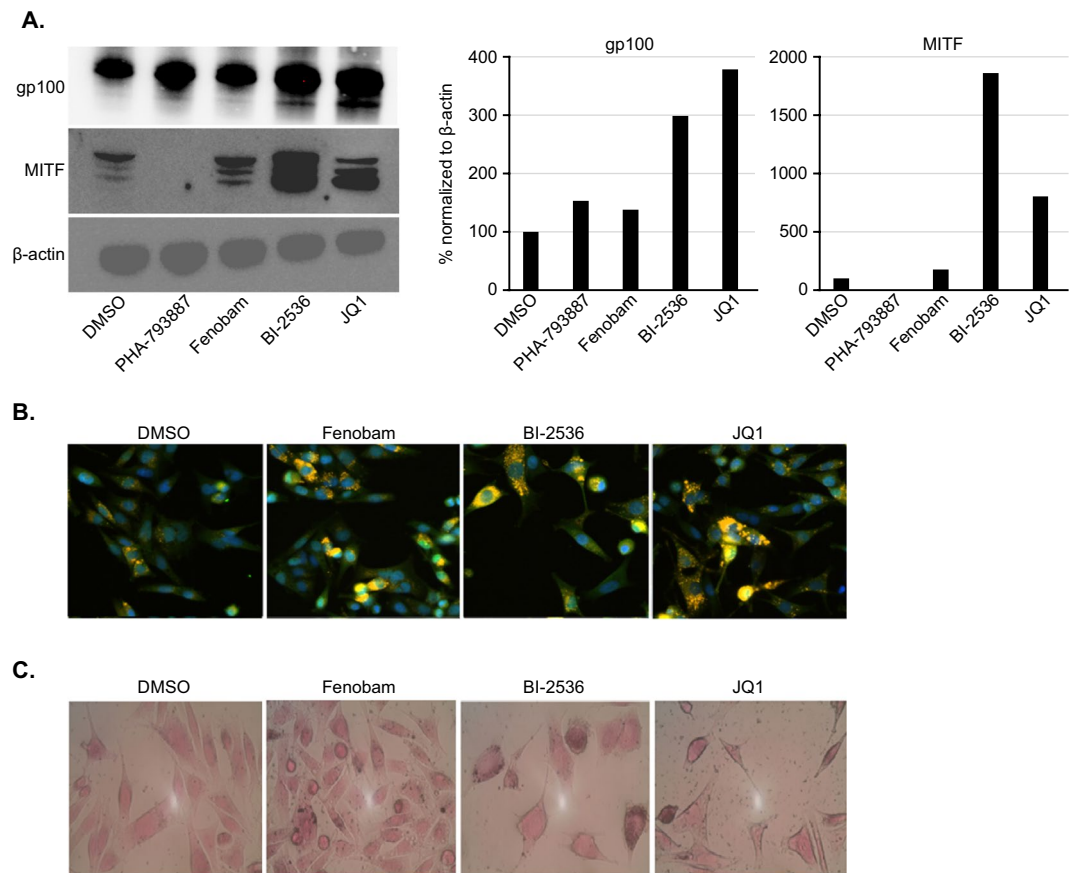 A.
gp100
MITF
β-actin
DMSO
PHA-793887
Fenobam
BI-2536
JQ1
gp100
% normalized to β-actin
400
300
200
100
0
DMSO
PHA-793887
Fenobam
BI-2536
JQ1
MITF
2000
1500
1000
500
0
DMSO
PHA-793887
Fenobam
BI-2536
JQ1
B.
DMSO
Fenobam
BI-2536
JQ1
C.
DMSO
Fenobam
BI-2536
JQ1